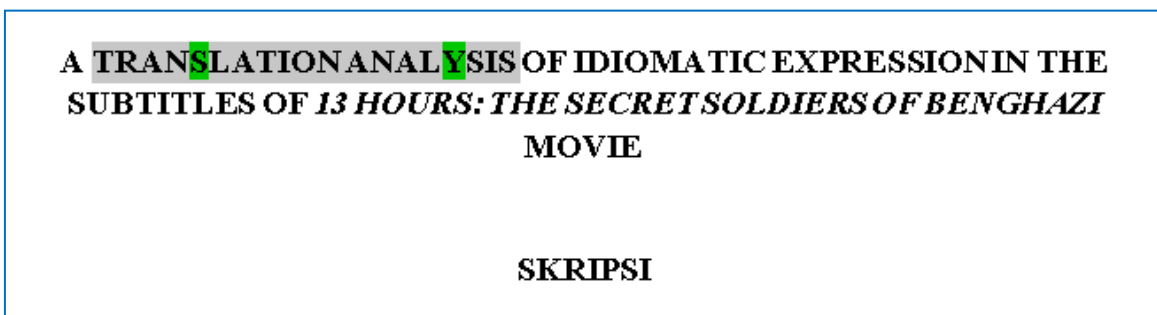 A TRANSLATION ANALYSIS OF IDIOMATIC EXPRESSION IN THE
SUBTITLES OF 13 HOURS: THE SECRET SOLDIERS OF BENGHAZI
MOVIE
SKRIPSI